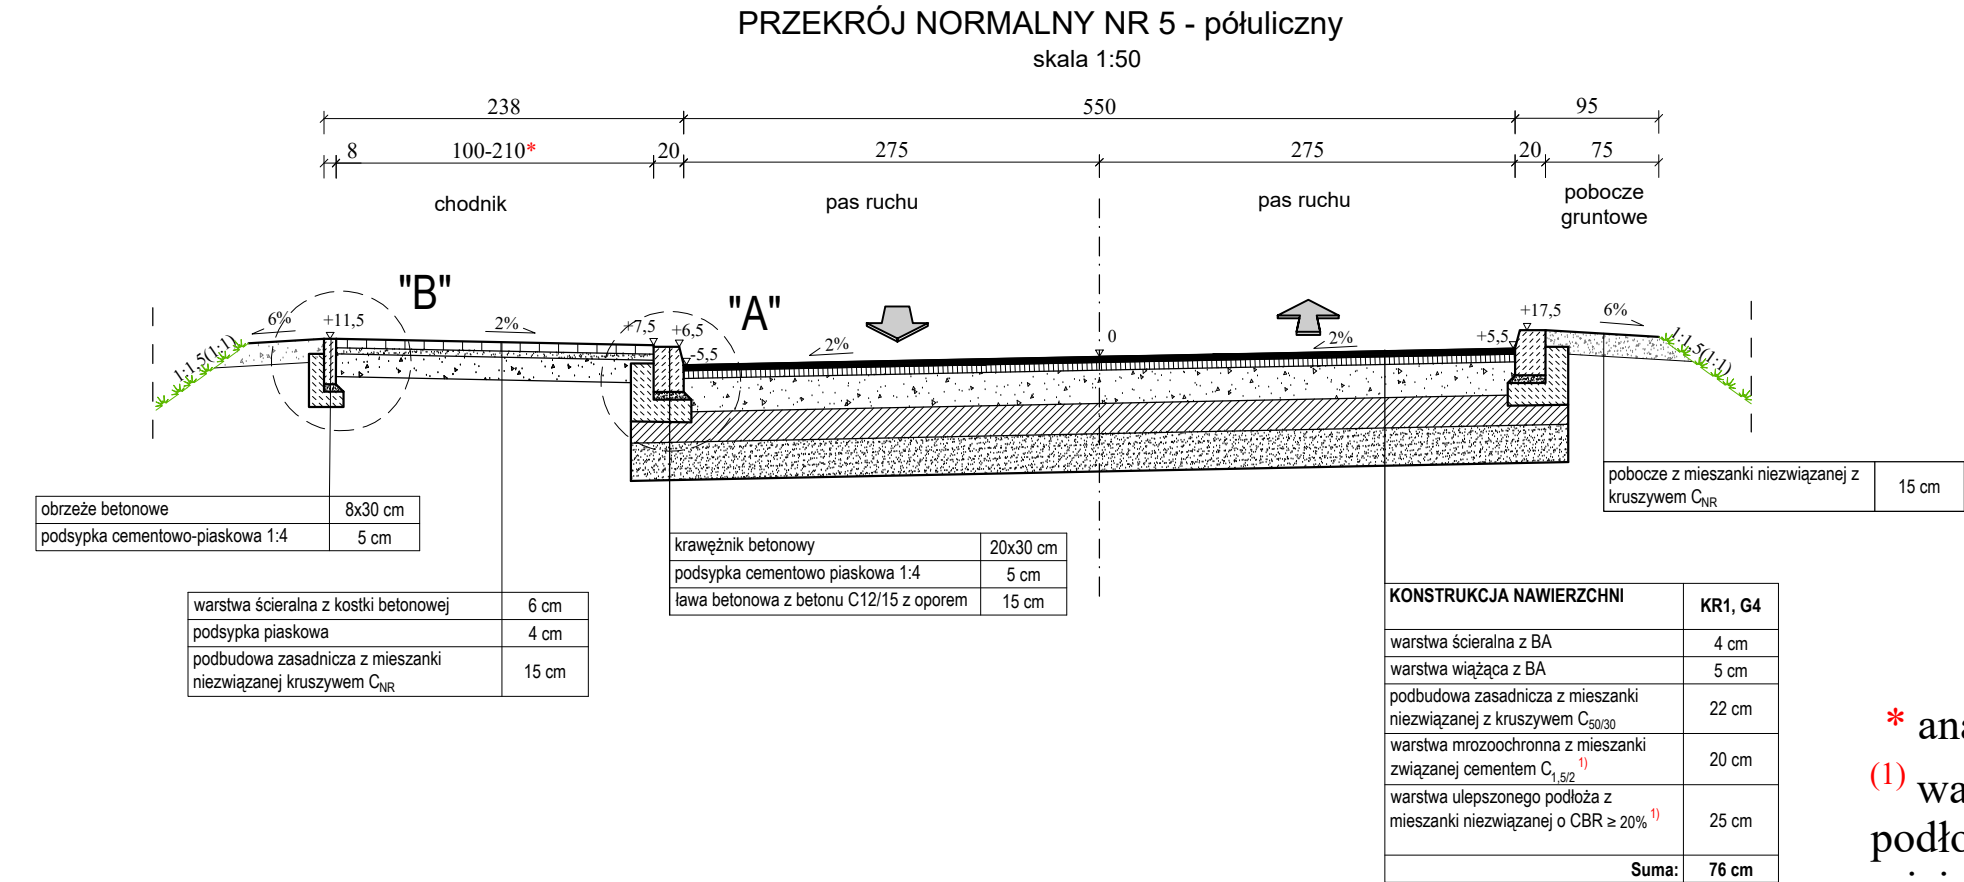 PRZEKRÓJ NORMALNY NR 5 - półuliczny
skala 1:50
238 550 95
8 100-210* 20 275 275 20 75
chodnik pas ruchu pas ruchu pobocze
gruntowe
"B" "A"
1:1,5(1:1) 6% +11,5 2% +7,5 +6,5 -5,5 2% 0 2% +5,5 +17,5 6% 1:1,5(1:1)
pobocze z mieszanki niezwiązanej z
kruszywem CNR 15 cm
obrzeże betonowe 8x30 cm
podsypka cementowo-piaskowa 1:4 5 cm
krawężnik betonowy 20x30 cm
podsypka cementowo piaskowa 1:4 5 cm
ława betonowa z betonu C12/15 z oporem 15 cm
warstwa ścieralna z kostki betonowej 6 cm
podsypka piaskowa 4 cm
podbudowa zasadnicza z mieszanki
niezwiązanej kruszywem CNR 15 cm
KONSTRUKCJA NAWIERZCHNI KR1, G4
warstwa ścieralna z BA 4 cm
warstwa wiążąca z BA 5 cm
podbudowa zasadnicza z mieszanki
niezwiązanej z kruszywem C50/30 22 cm
warstwa mrozoochronna z mieszanki
związanej cementem C1,5/2 1) 20 cm
warstwa ulepszonego podłoża z
mieszanki niezwiązanej o CBR ≥ 20% 1) 25 cm
Suma: 76 cm
* ana
(1) wa
podło